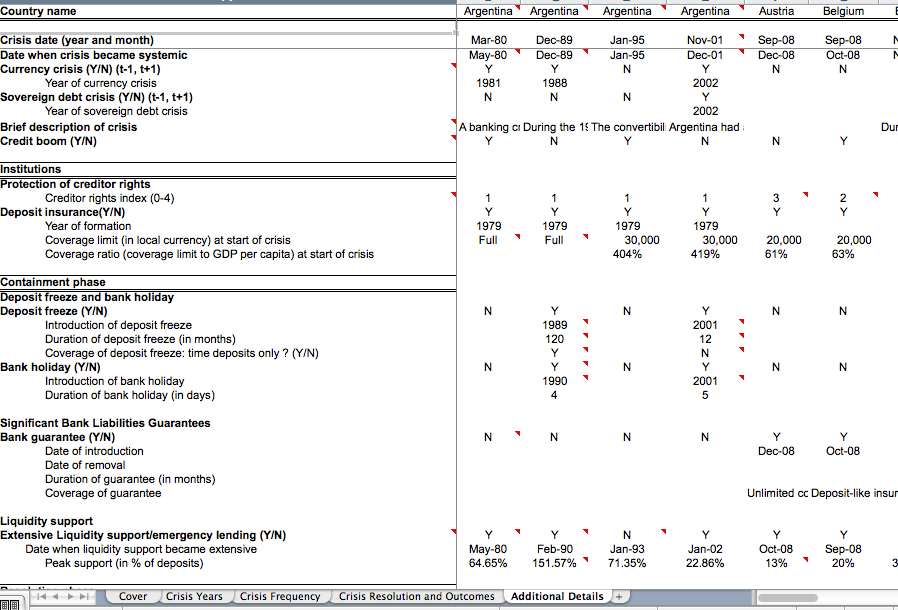 Country name Argentina Argentina Argentina Argentina Austria Belgium
Crisis date (year and month) Mar-80 Dec-89 Jan-95 Nov-01 Sep-08 Sep-08
Date when crisis became systemic May-80 Dec-89 Jan-95 Dec-01 Dec-08 Oct-08
Currency crisis (Y/N) (t-1, t+1) Y Y N Y N N
Year of currency crisis 1981 1988 2002
Sovereign debt crisis (Y/N) (t-1, t+1) N N N Y
Year of sovereign debt crisis 2002
Brief description of crisis A banking cr During the 19 The convertibil Argentina had Dur
Credit boom (Y/N) Y N Y N N Y
Institutions
Protection of creditor rights
Creditor rights index (0-4) 1 1 1 1 3 2
Deposit insurance(Y/N) Y Y Y Y Y Y
Year of formation 1979 1979 1979 1979
Coverage limit (in local currency) at start of crisis Full Full 30,000 30,000 20,000 20,000
Coverage ratio (coverage limit to GDP per capita) at start of crisis 404% 419% 61% 63%
Containment phase
Deposit freeze and bank holiday
Deposit freeze (Y/N) N Y N Y N N
Introduction of deposit freeze 1989 2001
Duration of deposit freeze (in months) 120 12
Coverage of deposit freeze: time deposits only ? (Y/N) Y N
Bank holiday (Y/N) N Y N Y N N
Introduction of bank holiday 1990 2001
Duration of bank holiday (in days) 4 5
Significant Bank Liabilities Guarantees
Bank guarantee (Y/N) N N N N Y Y
Date of introduction Dec-08 Oct-08
Date of removal
Duration of guarantee (in months)
Coverage of guarantee Unlimited cc Deposit-like insur
Liquidity support
Extensive Liquidity support/emergency lending (Y/N) Y Y N Y Y Y
Date when liquidity support became extensive May-80 Feb-90 Jan-93 Jan-02 Oct-08 Sep-08
Peak support (in % of deposits) 64.65% 151.57% 71.35% 22.86% 13% 20% 3
Cover Crisis Years Crisis Frequency Crisis Resolution and Outcomes Additional Details +